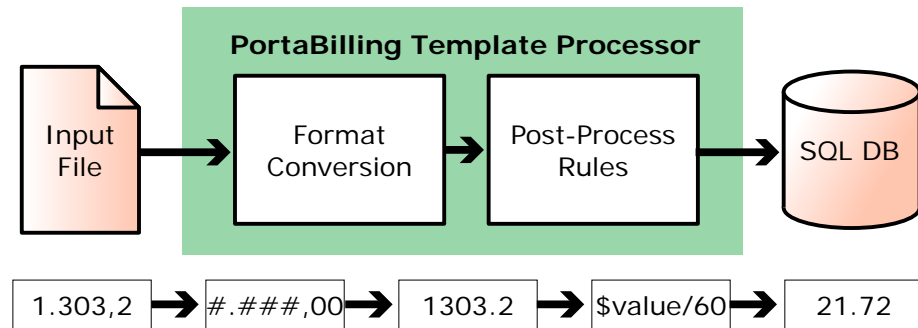 PortaBilling Template Processor
Input
File
Format
Conversion
Post-Process
Rules
SQL DB
1.303,2
#.###,00
1303.2
$value/60
21.72